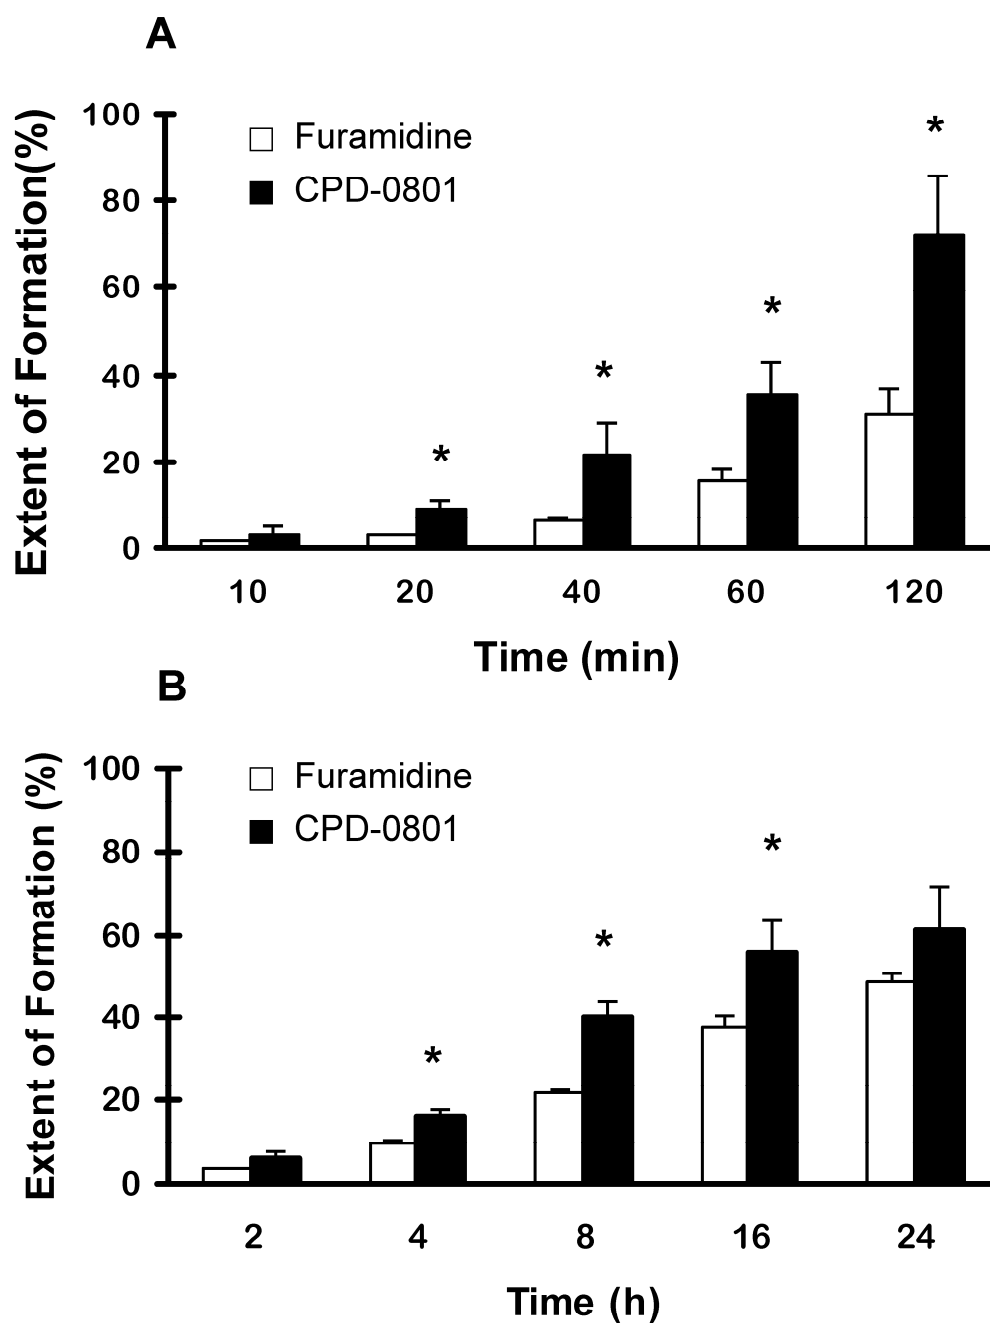 A
Extent of Formation(%)
100
80
60
40
20
0
Furamidine
CPD-0801
*
*
*
*
10 20 40 60 120
Time (min)
B
Extent of Formation (%)
100
80
60
40
20
0
Furamidine
CPD-0801
*
*
*
2 4 8 16 24
Time (h)